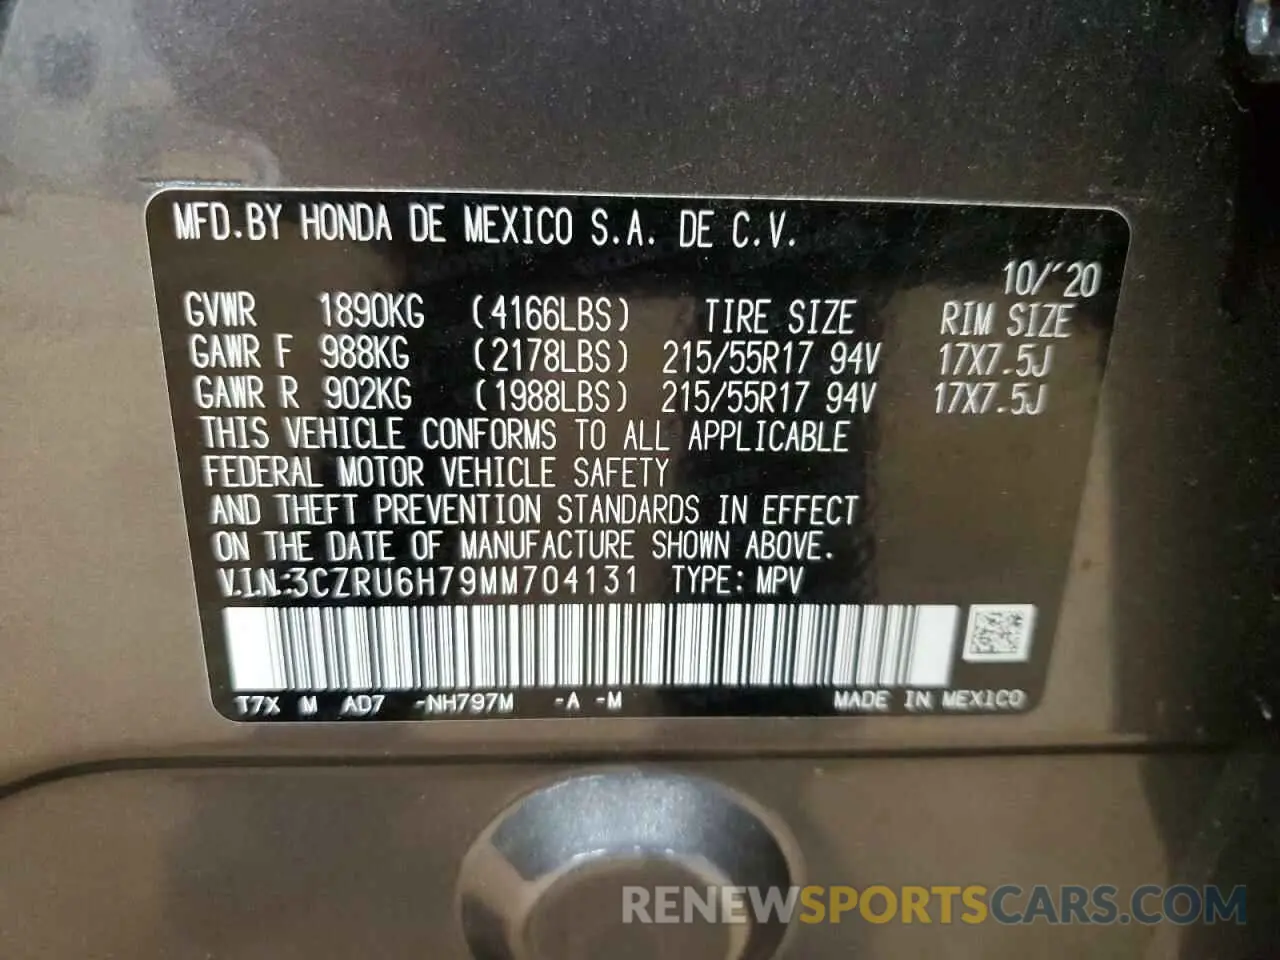 MFD.BY HONDA DE MEXICO S.A. DE C.V.
10/'20
GVWR 1890KG (4166LBS) TIRE SIZE RIM SIZE
GAWR F 988KG (2178LBS) 215/55R17 94V 17X7.5J
GAWR R 902KG (1988LBS) 215/55R17 94V 17X7.5J
THIS VEHICLE CONFORMS TO ALL APPLICABLE
FEDERAL MOTOR VEHICLE SAFETY
AND THEFT PREVENTION STANDARDS IN EFFECT
ON THE DATE OF MANUFACTURE SHOWN ABOVE.
V.I.N.:3CZRU6H79MM704131 TYPE: MPV
T7X M AD7 -NH797M -A -M MADE IN MEXICO
RENEWSPORTSCARS.COM